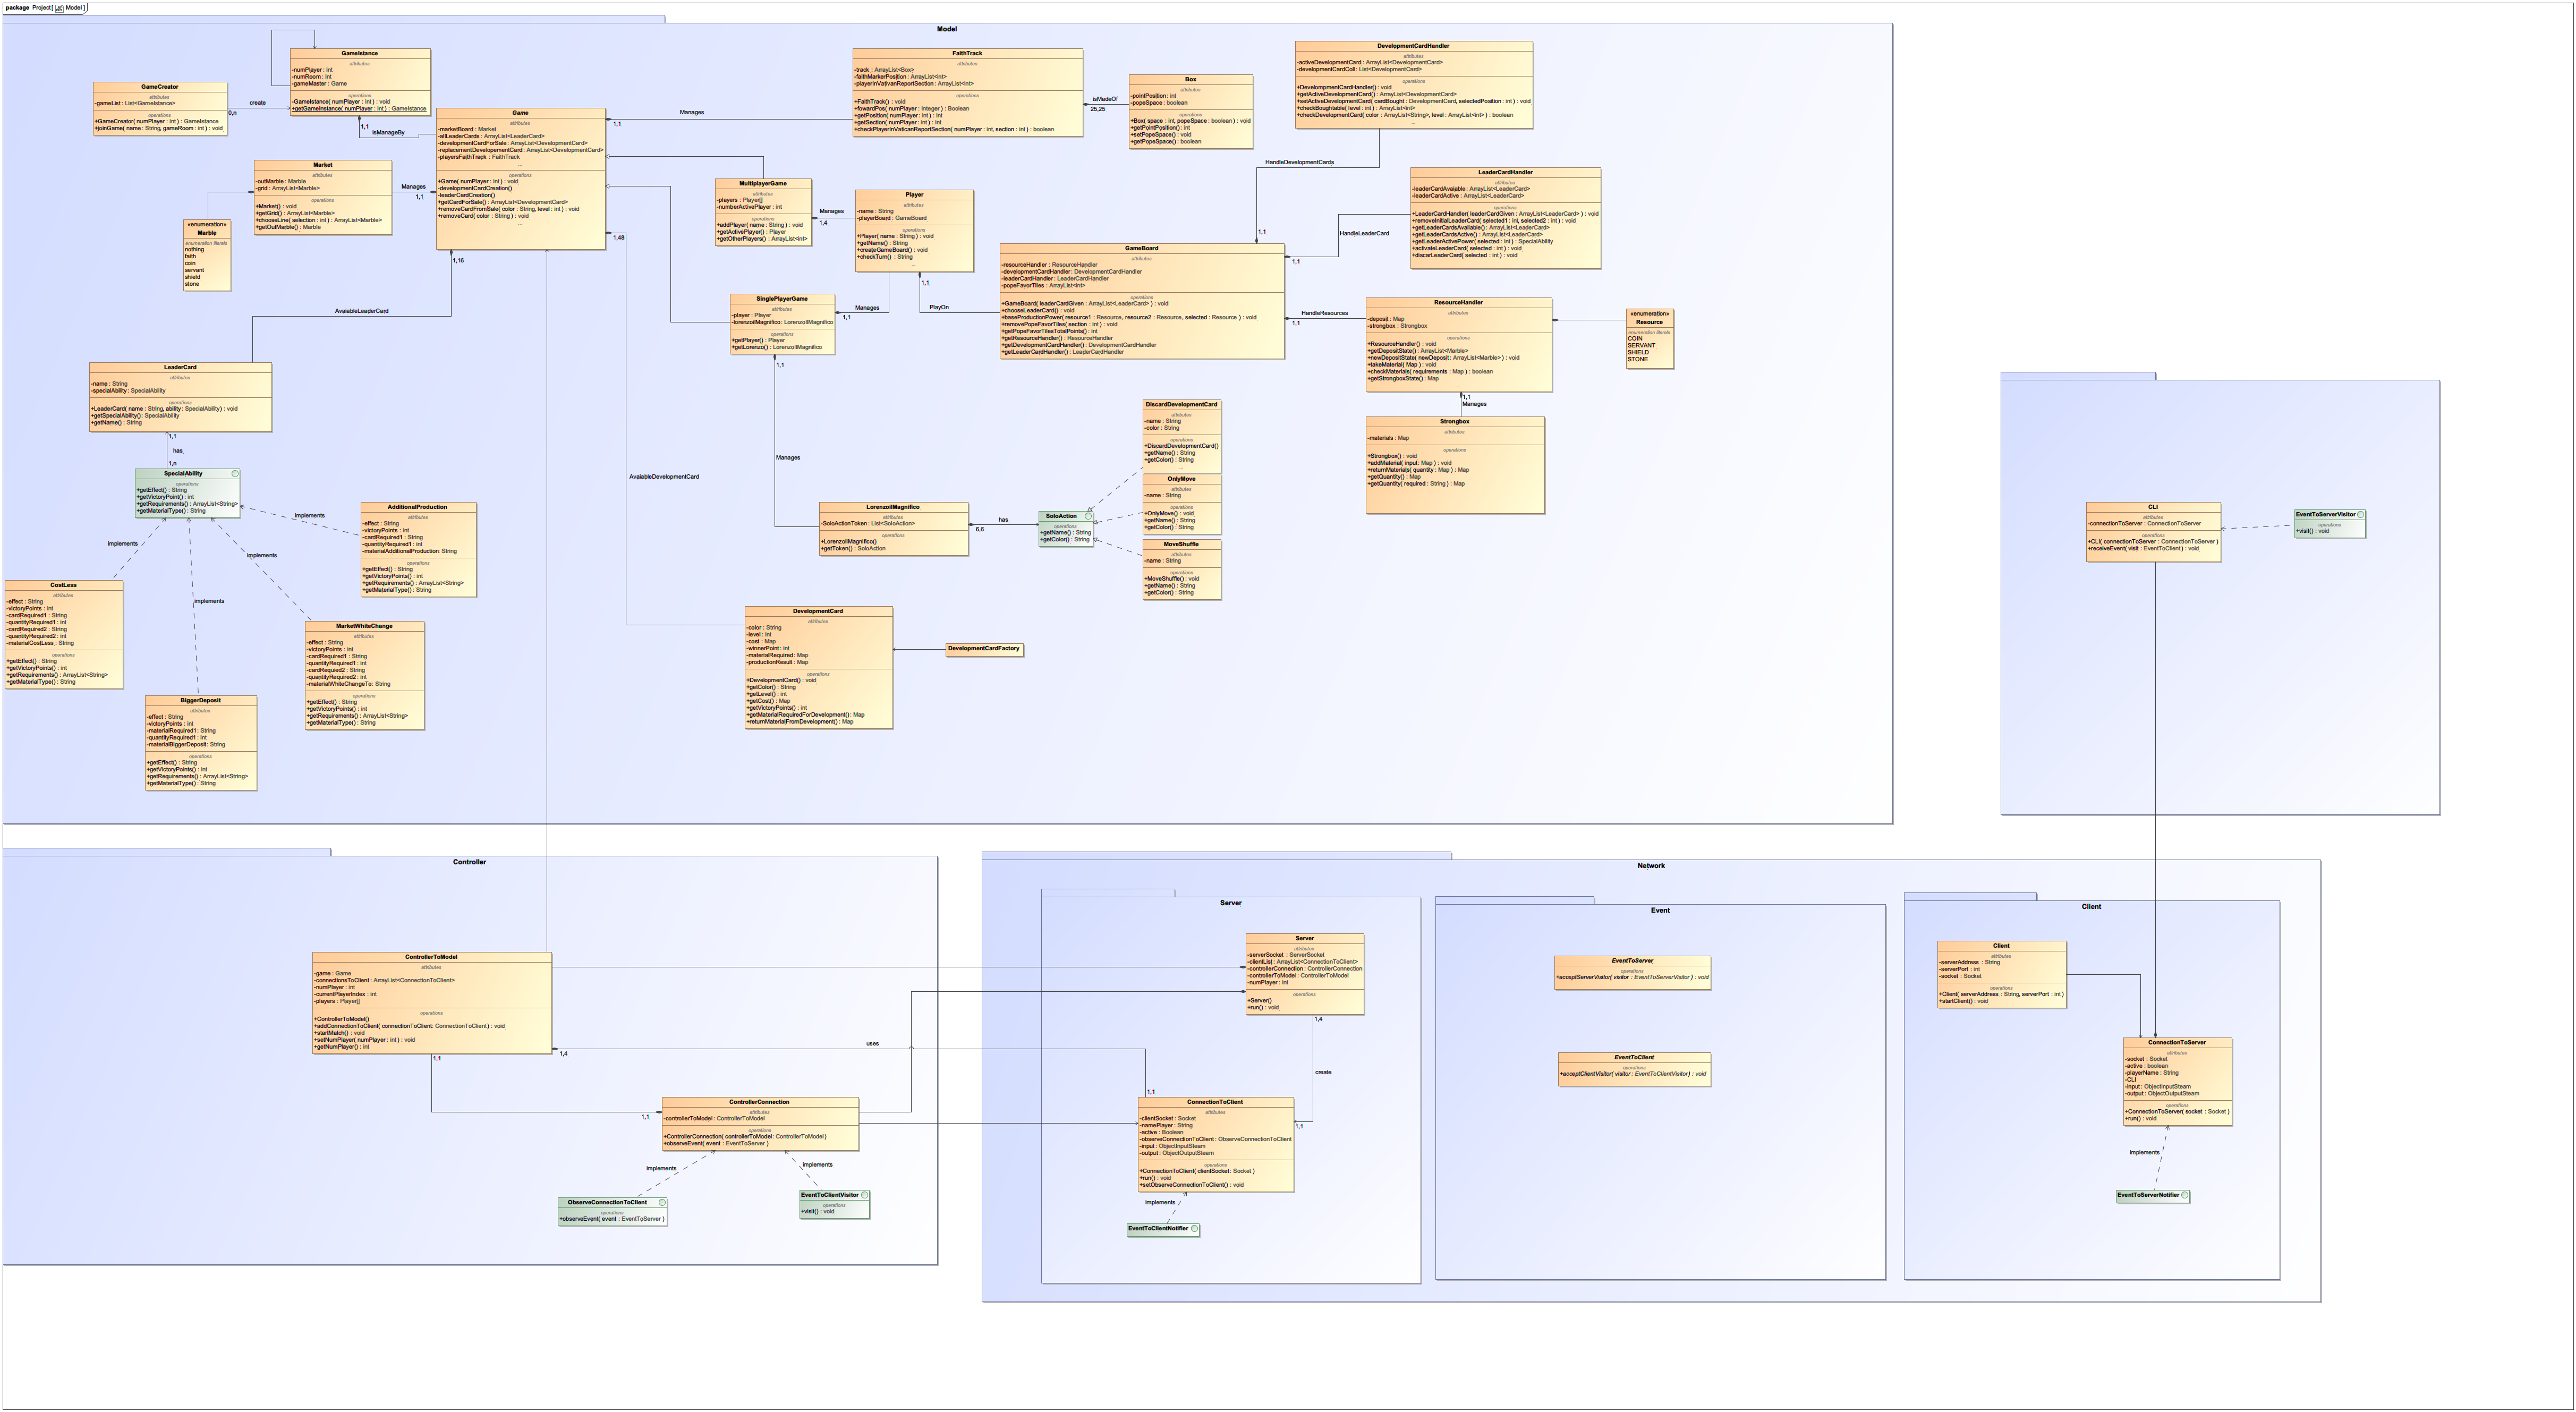 package Project[ Model ]
Model
GameIstance
attributes
-numPlayer : int
-numRoom : int
-gameMaster : Game
operations
-GameIstance( numPlayer : int ) : void
+getGameInstance( numPlayer : int ) : GameIstance
GameCreator
attributes
-gameList : List<GameIstance>
operations
+GameCreator( numPlayer : int ) : GameIstance
+joinGame( name : String, gameRoom : int ) : void
create
0,n
1,1
isManageBy
Game
attributes
-marketBoard : Market
-allLeaderCards : ArrayList<LeaderCard>
-developmentCardForSale : ArrayList<DevelopmentCard>
-replacementDevelopementCard : ArrayList<DevelopmentCard>
-playersFaithTrack : FaithTrack
...
operations
+Game( numPlayer : int ) : void
-developmentCardCreation()
-leaderCardCreation()
+getCardForSale() : ArrayList<DevelopmentCard>
+removeCardFromSale( color : String, level : int ) : void
+removeCard( color : String ) : void
...
Manages
1,1
FaithTrack
attributes
-track : ArrayList<Box>
-faithMarkerPosition : ArrayList<int>
-playerInVativanReportSection : ArrayList<int>
operations
+FaithTrack() : void
+fowardPos( numPlayer : Integer ) : Boolean
+getPosition( numPlayer : int ) : int
+getSection( numPlayer : int ) : int
+checkPlayerInVaticanReportSection( numPlayer : int, section : int ) : boolean
isMadeOf
25,25
Box
attributes
-pointPosition : int
-popeSpace : boolean
operations
+Box( space : int, popeSpace : boolean ) : void
+getPointPosition() : int
+setPopeSpace() : void
+getPopeSpace() : boolean
DevelopmentCardHandler
attributes
-activeDevelopmentCard : ArrayList<DevelopmentCard>
-developmentCardColl : List<DevelopmentCard>
operations
+DevelompmentCardHandler() : void
+getActiveDevelopmentCard() : ArrayList<DevelopmentCard>
+setActiveDevelopmentCard( cardBought : DevelopmentCard, selectedPosition : int ) : void
+checkBoughtable( level : int ) : ArrayList<int>
+checkDevelopmentCard( color : ArrayList<String>, level : ArrayList<int> ) : boolean
...
HandleDevelopmentCards
1,1
Market
attributes
-outMarble : Marble
-grid : ArrayList<Marble>
operations
+Market() : void
+getGrid() : ArrayList<Marble>
+chooseLine( selection : int ) : ArrayList<Marble>
+getOutMarble() : Marble
Manages
1,1
«enumeration»
Marble
enumeration literals
nothing
faith
coin
servant
shield
stone
MultiplayerGame
attributes
-players : Player[]
-numberActivePlayer : int
operations
+addPlayer( name : String ) : void
+getActivePlayer() : Player
+getOtherPlayers() : ArrayList<int>
Manages
1,4
Player
attributes
-name : String
-playerBoard : GameBoard
operations
+Player( name : String ) : void
+getName() : String
+createGameBoard() : void
+checkTurn() : String
...
1,1
PlayOn
LeaderCardHandler
attributes
-leaderCardAvaiable : ArrayList<LeaderCard>
-leaderCardActive : ArrayList<LeaderCard>
operations
+LeaderCardHandler( leaderCardGiven : ArrayList<LeaderCard> ) : void
+removeInitialLeaderCard( selected1 : int, selected2 : int ) : void
+getLeaderCardsAvailable() : ArrayList<LeaderCard>
+getLeaderCardsActive() : ArrayList<LeaderCard>
+getLeaderActivePower( selected : int ) : SpecialAbility
+activateLeaderCard( selected : int ) : void
+discarLeaderCard( selected : int ) : void
HandleLeaderCard
1,1
GameBoard
attributes
-resourceHandler : ResourceHandler
-developmentCardHandler : DevelopmentCardHandler
-leaderCardHandler : LeaderCardHandler
-popeFavorTiles : ArrayList<int>
operations
+GameBoard( leaderCardGiven : ArrayList<LeaderCard> ) : void
+chooseLeaderCard() : void
+baseProductionPower( resource1 : Resource, resource2 : Resource, selected : Resource ) : void
+removePopeFavorTiles( section : int ) : void
+getPopeFavorTilesTotalPoints() : int
+getResourceHandler() : ResourceHandler
+getDevelopmentCardHandler() : DevelopmentCardHandler
+getLeaderCardHandler() : LeaderCardHandler
HandleResources
1,1
ResourceHandler
attributes
-deposit : Map
-strongbox : Strongbox
operations
+ResourceHandler() : void
+getDepositState() : ArrayList<Marble>
+newDepositState( newDeposit : ArrayList<Marble> ) : void
+takeMaterial( Map ) : void
+checkMaterials( requirements : Map ) : boolean
+getStrongboxState() : Map
...
«enumeration»
Resource
enumeration literals
COIN
SERVANT
SHIELD
STONE
1,1
Manages
Strongbox
attributes
-materials : Map
operations
+Strongbox() : void
+addMaterial( input : Map ) : void
+returnMaterials( quantity : Map ) : Map
+getQuantity() : Map
+getQuantity( required : String ) : Map
SinglePlayerGame
attributes
-player : Player
-lorenzoilMagnifico : LorenzoIlMagnifico
operations
+getPlayer() : Player
+getLorenzo() : LorenzoIlMagnifico
Manages
1,1
1,1
Manages
1,48
AvaiableDevelopmentCard
1,16
AvaiableLeaderCard
LeaderCard
attributes
-name : String
-specialAbility : SpecialAbility
operations
+LeaderCard( name : String, ability : SpecialAbility ) : void
+getSpecialAbility() : SpecialAbility
+getName() : String
1,1
has
1,n
SpecialAbility
operations
+getEffect() : String
+getVictoryPoint() : int
+getRequirements() : ArrayList<String>
+getMaterialType() : String
implements
implements
implements
implements
AdditionalProduction
attributes
-effect : String
-victoryPoints : int
-cardRequired1 : String
-quantityRequired1 : int
-materialAdditionalProduction : String
operations
+getEffect() : String
+getVictoryPoints() : int
+getRequirements() : ArrayList<String>
+getMaterialType() : String
CostLess
attributes
-effect : String
-victoryPoints : int
-cardRequired1 : String
-quantityRequired1 : int
-cardRequired2 : String
-quantityRequired2 : int
-materialCostLess : String
operations
+getEffect() : String
+getVictoryPoints() : int
+getRequirements() : ArrayList<String>
+getMaterialType() : String
MarketWhiteChange
attributes
-effect : String
-victoryPoints : int
-cardRequired1 : String
-quantityRequired1 : int
-cardRequied2 : String
-quantityRequired2 : int
-materialWhiteChangeTo : String
operations
+getEffect() : String
+getVictoryPoints() : int
+getRequirements() : ArrayList<String>
+getMaterialType() : String
BiggerDeposit
attributes
-effect : String
-victoryPoints : int
-materialRequired1 : String
-quantityRequired1 : int
-materialBiggerDeposit : String
operations
+getEffect() : String
+getVictoryPoints() : int
+getRequirements() : ArrayList<String>
+getMaterialType() : String
LorenzoilMagnifico
attributes
-SoloActionToken : List<SoloAction>
operations
+LorenzoilMagnifico()
+getToken() : SoloAction
has
6,6
SoloAction
operations
+getName() : String
+getColor() : String
DiscardDevelopmentCard
attributes
-name : String
-color : String
operations
+DiscardDevelopmentCard()
+getName() : String
+getColor() : String
...
OnlyMove
attributes
-name : String
operations
+OnlyMove() : void
+getName() : String
+getColor() : String
MoveShuffle
attributes
-name : String
operations
+MoveShuffle() : void
+getName() : String
+getColor() : String
DevelopmentCard
attributes
-color : String
-level : int
-cost : Map
-winnerPoint : int
-materialRequired : Map
-productionResult : Map
operations
+DevelopmentCard() : void
+getColor() : String
+getLevel() : int
+getCost() : Map
+getVictoryPoints() : int
+getMaterialRequiredForDevelopment() : Map
+returnMaterialFromDevelopment() : Map
DevelopmentCardFactory
CLI
attributes
-connectionToServer : ConnectionToServer
operations
+CLI( connectionToServer : ConnectionToServer )
+receiveEvent( visit : EventToClient ) : void
EventToServerVisitor
operations
+visit() : void
Controller
ControllerToModel
attributes
-game : Game
-connectionsToClient : ArrayList<ConnectionToClient>
-numPlayer : int
-currentPlayerIndex : int
-players : Player[]
operations
+ControllerToModel()
+addConnectionToClient( connectionToClient : ConnectionToClient ) : void
+startMatch() : void
+setNumPlayer( numPlayer : int ) : void
+getNumPlayer() : int
1,1
1,4
uses
1,1
ControllerConnection
attributes
-controllerToModel : ControllerToModel
operations
+ControllerConnection( controllerToModel : ControllerToModel )
+observeEvent( event : EventToServer )
implements
implements
ObserveConnectionToClient
operations
+observeEvent( event : EventToServer )
EventToClientVisitor
operations
+visit() : void
Network
Server
Server
attributes
-serverSocket : ServerSocket
-clientList : ArrayList<ConnectionToClient>
-controllerConnection : ControllerConnection
-controllerToModel : ControllerToModel
-numPlayer : int
operations
+Server()
+run() : void
1,4
create
1,1
1,1
ConnectionToClient
attributes
-clientSocket : Socket
-namePlayer : String
-active : Boolean
-observeConnectionToClient : ObserveConnectionToClient
-input : ObjectInputSteam
-output : ObjectOutputSteam
operations
+ConnectionToClient( clientSocket : Socket )
+run() : void
+setObserveConnectionToClient() : void
implements
EventToClientNotifier
Event
EventToServer
operations
+acceptServerVisitor( visitor : EventToServerVisitor ) : void
EventToClient
operations
+acceptClientVisitor( visitor : EventToClientVisitor ) : void
Client
Client
attributes
-serverAddress : String
-serverPort : int
-socket : Socket
operations
+Client( serverAddress : String, serverPort : int )
+startClient() : void
ConnectionToServer
attributes
-socket : Socket
-active : boolean
-playerName : String
-CLI
-input : ObjectInputSteam
-output : ObjectOutputSteam
operations
+ConnectionToServer( socket : Socket )
+run() : void
implements
EventToServerNotifier